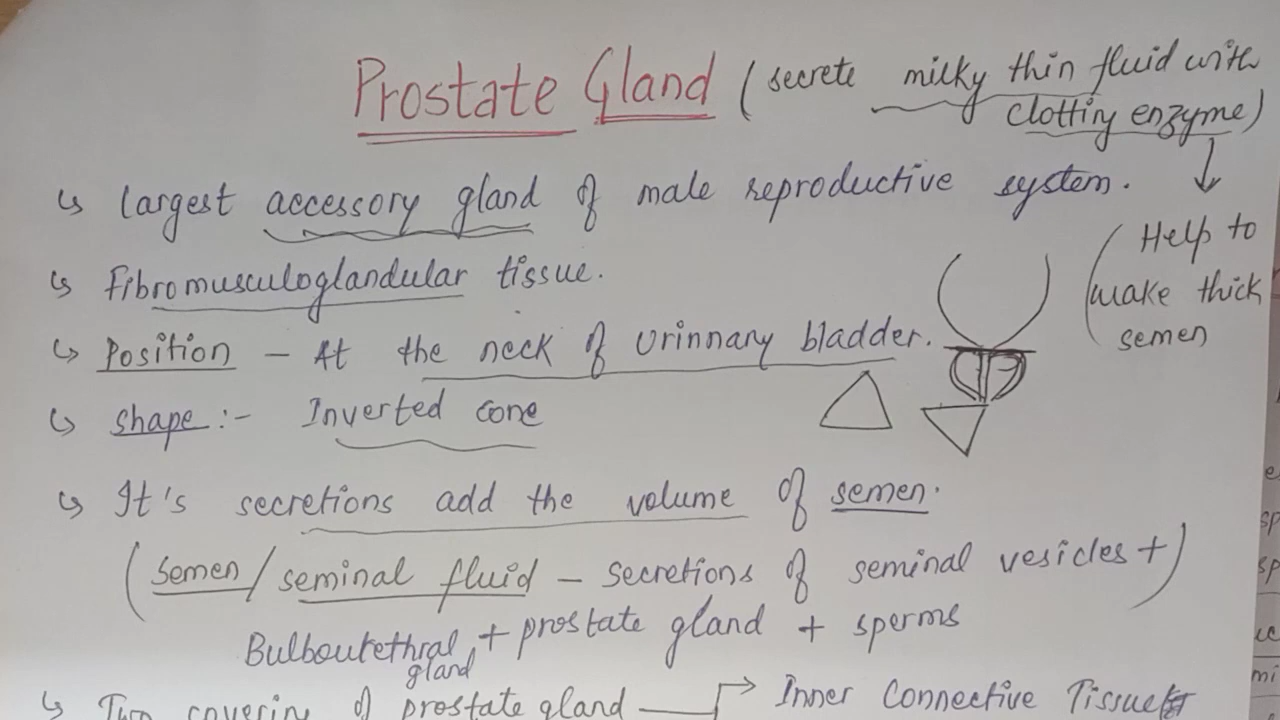 Prostate Gland (secrete milky thin fluid with
clotting enzyme)
↳ largest accessory gland of male reproductive system.
Help to
make thick
semen
↳ Fibromusculoglandular tissue.
↳ Position - At the neck of urinnary bladder.
↳ shape:- Inverted cone
↳ It's secretions add the volume of semen.
(semen/seminal fluid - secretions of seminal vesicles +)
Bulbourethral gland + prostate gland + sperms
↳ Two covering of prostate gland → Inner Connective Tissue